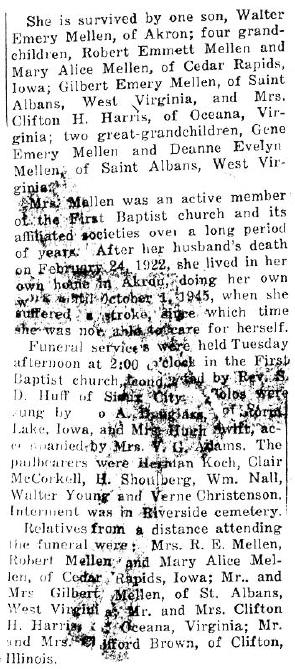 She is survived by one son, Walter
Emery Mellen, of Akron; four grand-
children, Robert Emmett Mellen and
Mary Alice Mellen, of Cedar Rapids,
Iowa; Gilbert Emery Mellen, of Saint
Albans, West Virginia, and Mrs.
Clifton H. Harris, of Oceana, Vir-
ginia; two great-grandchildren, Gene
Emery Mellen and Deanne Evelyn
Mellen, of Saint Albans, West Vir-
ginia.
Mrs. Mellen was an active member
of the First Baptist church and its
affiliated societies over a long period
of years. After her husband's death
on February 24, 1922, she lived in her
own home in Akron, doing her own
until October 1, 1945, when she
suffered a stroke, since which time
she was not able to care for herself.
Funeral services were held Tuesday
afternoon at 2:00 o'clock in the First
Baptist church, by Rev. S.
D. Huff of Sioux City. Solos were
sung by A. Douglass, of Storm
Lake, Iowa, and Mrs. Hugh Swift, ac-
companied by Mrs. V. G. Adams. The
pallbearers were Herman Koch, Clair
McCorkell, H. Shoulberg, Wm. Nall,
Walter Young and Verne Christenson.
Interment was in Riverside cemetery.
Relatives from a distance attending
the funeral were: Mrs. R. E. Mellen,
Robert Mellen and Mary Alice Mel-
len, of Cedar Rapids, Iowa; Mr.. and
Mrs Gilbert Mellen, of St. Albans,
West Virginia; Mr. and Mrs. Clifton
H. Harris, Oceana, Virginia; Mr.
and Mrs. Clifford Brown, of Clifton,
Illinois.